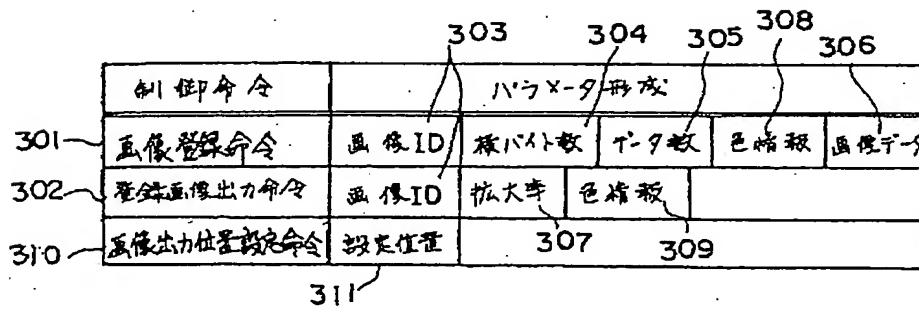 303 304 305 308 306
制御命令 パラメータ形成
301 画像登録命令 画像ID 横バイト数 データ数 色情報 画像データ
302 登録画像出力命令 画像ID 拡大率 色情報
307 309
310 画像出力位置設定命令 設定位置
311